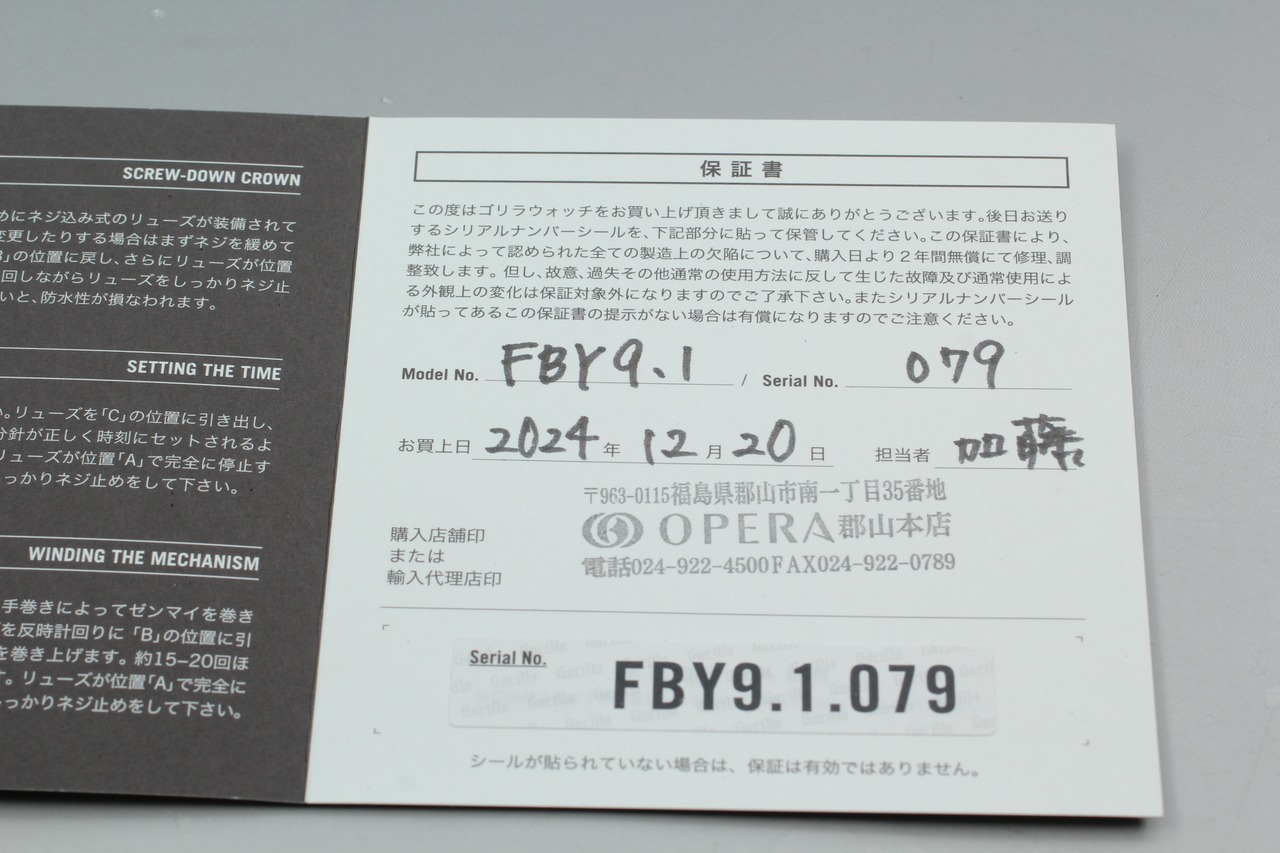 SCREW-DOWN CROWN
めにネジ込み式のリューズが装備されて
変更したりする場合はまずネジを緩めて
B」の位置に戻し、さらにリューズが位置
回しながらリューズをしっかりネジ止
いと、防水性が損なわれます。
SETTING THE TIME
い。リューズを「C」の位置に引き出し、
分針が正しく時刻にセットされるよ
リューズが位置「A」で完全に停止す
っかりネジ止めをして下さい。
WINDING THE MECHANISM
手巻きによってゼンマイを巻き
を反時計回りに「B」の位置に引
を巻き上げます。約15–20回ほ
す。リューズが位置「A」で完全に
っかりネジ止めをして下さい。
保証書
この度はゴリラウォッチをお買い上げ頂きまして誠にありがとうございます。後日お送り
するシリアルナンバーシールを、下記部分に貼って保管してください。この保証書により、
弊社によって認められた全ての製造上の欠陥について、購入日より2年間無償にて修理、調
整致します。但し、故意、過失その他通常の使用方法に反して生じた故障及び通常使用によ
る外観上の変化は保証対象外になりますのでご了承下さい。またシリアルナンバーシール
が貼ってあるこの保証書の提示がない場合は有償になりますのでご注意ください。
Model No. FBY9.1 / Serial No. 079
お買上日 2024年 12月20日 担当者 加藤
〒963-0115福島県郡山市南一丁目35番地
OPERA郡山本店
電話024-922-4500FAX024-922-0789
購入店舗印
または
輸入代理店印
Serial No.
FBY9.1.079
シールが貼られていない場合は、保証は有効ではありません。